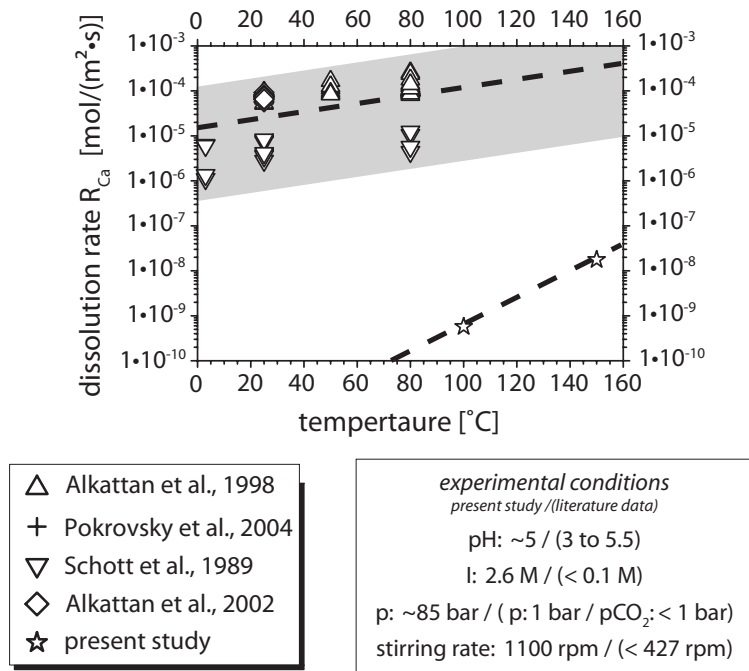 0 20 40 60 80 100 120 140 160
dissolution rate R_Ca [mol/(m²•s)]
1•10⁻³ 1•10⁻³
1•10⁻⁴ 1•10⁻⁴
1•10⁻⁵ 1•10⁻⁵
1•10⁻⁶ 1•10⁻⁶
1•10⁻⁷ 1•10⁻⁷
1•10⁻⁸ 1•10⁻⁸
1•10⁻⁹ 1•10⁻⁹
1•10⁻¹⁰ 1•10⁻¹⁰
0 20 40 60 80 100 120 140 160
tempertaure [˚C]
Alkattan et al., 1998
Pokrovsky et al., 2004
Schott et al., 1989
Alkattan et al., 2002
present study
experimental conditions
present study /(literature data)
pH: ~5 / (3 to 5.5)
I: 2.6 M / (< 0.1 M)
p: ~85 bar / ( p: 1 bar / pCO₂: < 1 bar)
stirring rate: 1100 rpm / (< 427 rpm)